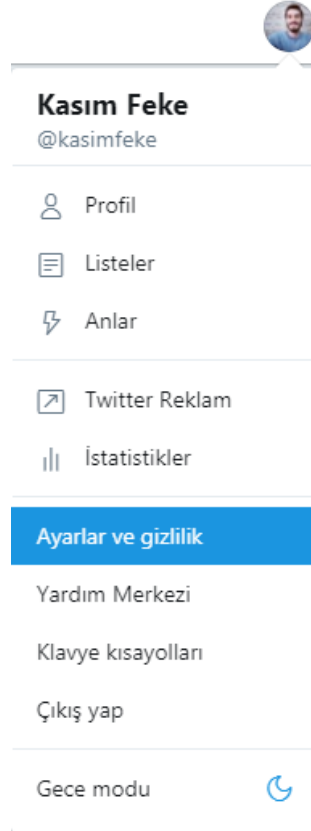 Kasım Feke
@kasimfeke
Profil
Listeler
Anlar
Twitter Reklam
İstatistikler
Ayarlar ve gizlilik
Yardım Merkezi
Klavye kısayolları
Çıkış yap
Gece modu